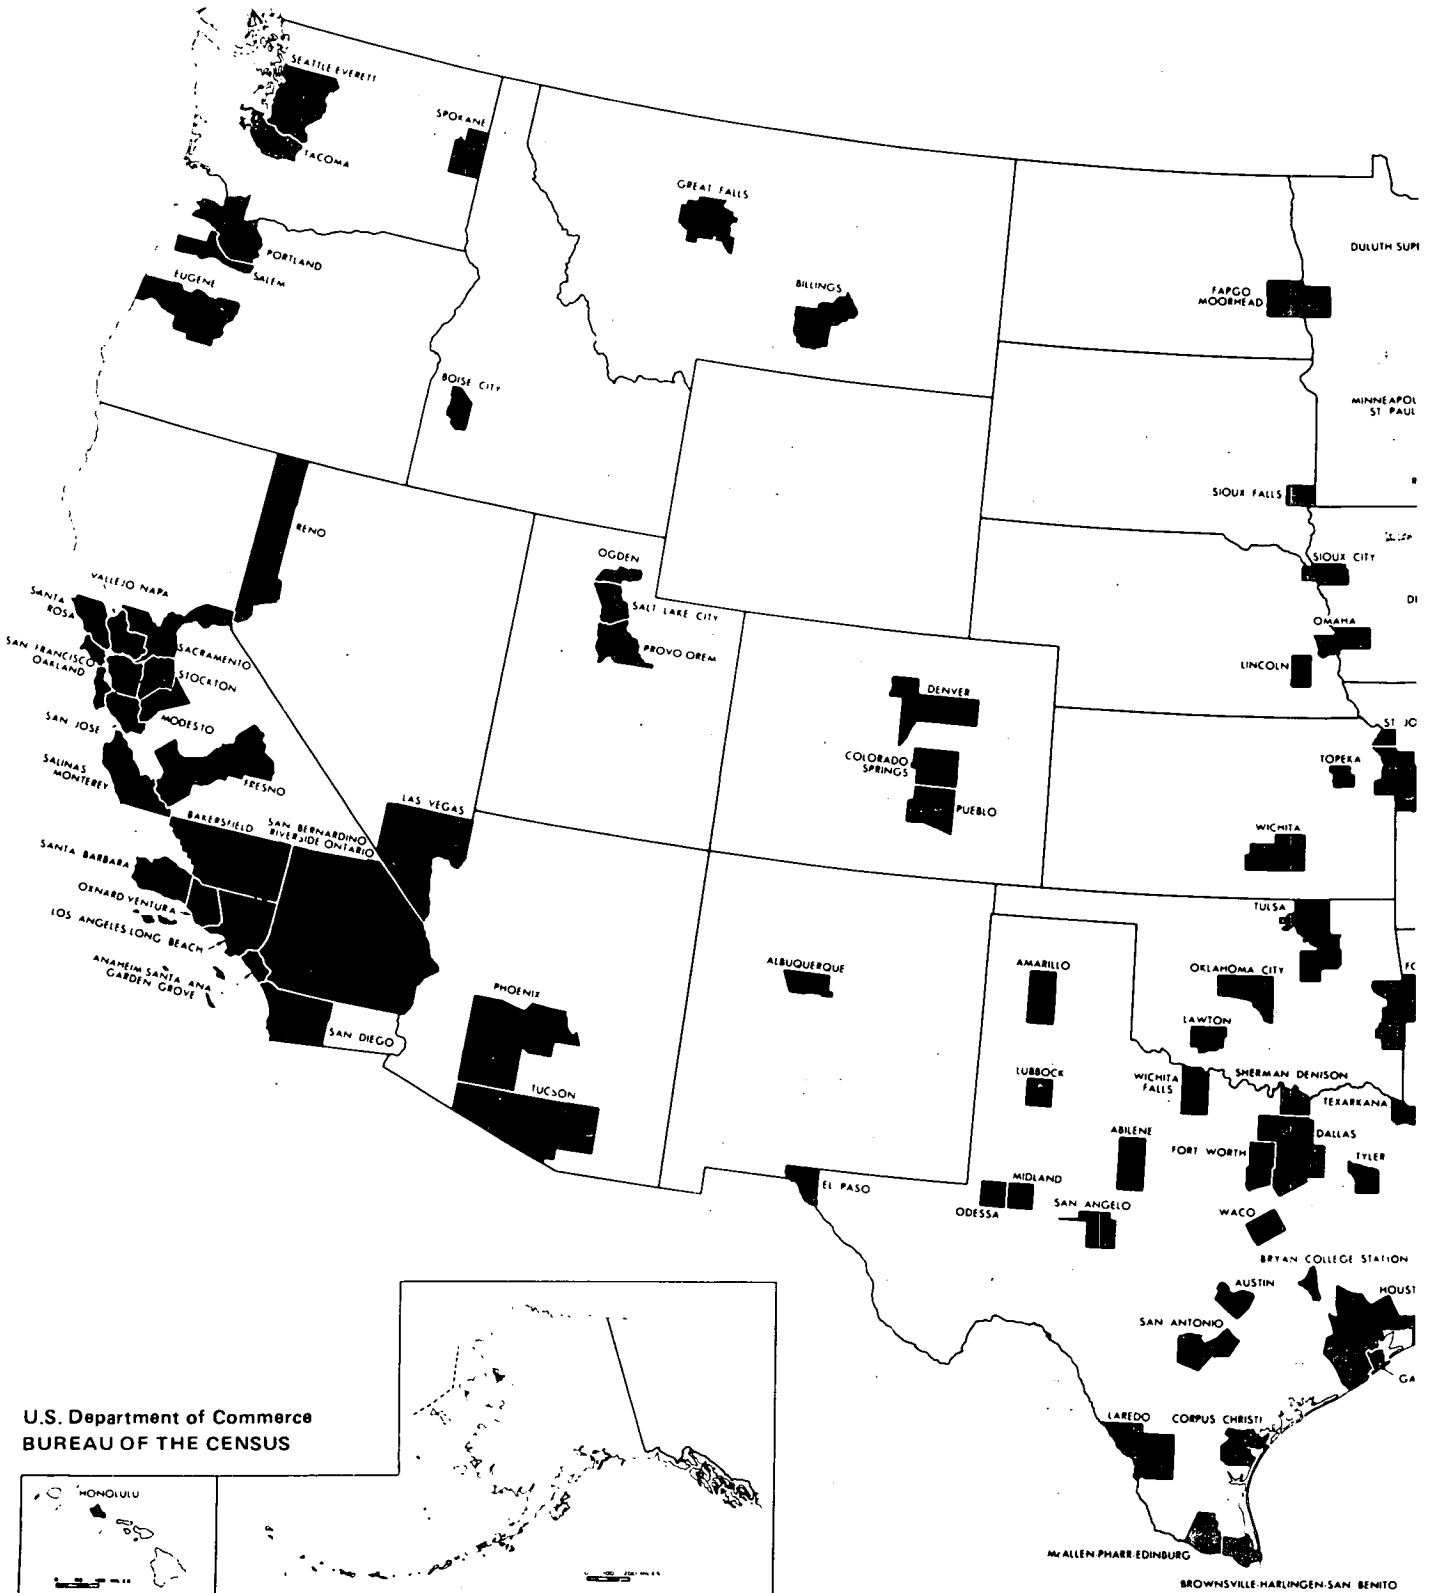 SEATTLE EVERETT
SPOKANE
TACOMA
GREAT FALLS
PORTLAND
SALEM
EUGENE
BILLINGS
DULUTH SUP
FARGO
MOORHEAD
BOISE CITY
MINNEAPOL
ST PAUL
SIOUX FALLS
R
RENO
OGDEN
SIOUX CITY
VALLEJO NAPA
SANTA
ROSA
SALT LAKE CITY
DI
OMAHA
SAN FRANCISCO
OAKLAND
SACRAMENTO
PROVO OREM
LINCOLN
STOCKTON
DENVER
SAN JOSE
MODESTO
ST JO
SALINAS
MONTEREY
COLORADO
SPRINGS
TOPEKA
FRESNO
LAS VEGAS
PUEBLO
BAKERSFIELD
SAN BERNARDINO
RIVERSIDE ONTARIO
WICHITA
SANTA BARBARA
OXNARD VENTURA
TULSA
LOS ANGELES LONG BEACH
ANAHEIM SANTA ANA
GARDEN GROVE
ALBUQUERQUE
AMARILLO
OKLAHOMA CITY
FO
PHOENIX
LAWTON
SAN DIEGO
LUBBOCK
WICHITA
FALLS
SHERMAN DENISON
TUCSON
TEXARKANA
ABILENE
DALLAS
FORT WORTH
TYLER
EL PASO
MIDLAND
ODESSA
SAN ANGELO
WACO
BRYAN COLLEGE STATION
AUSTIN
HOUST
SAN ANTONIO
GA
U.S. Department of Commerce
BUREAU OF THE CENSUS
LAREDO
CORPUS CHRISTI
HONOLULU
McALLEN-PHARR-EDINBURG
BROWNSVILLE-HARLINGEN-SAN BENITO